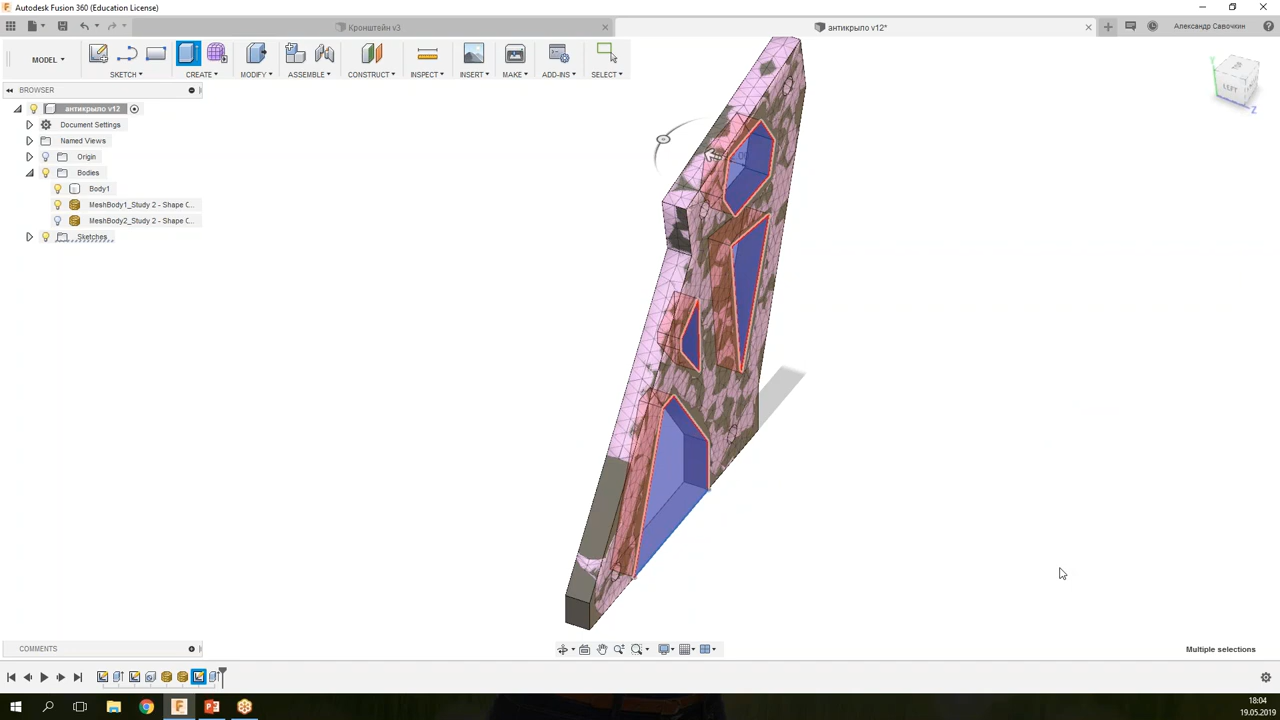 Autodesk Fusion 360 (Education License)
Кронштейн v3
антикрыло v12*
Александр Савочкин
MODEL
SKETCH
CREATE
MODIFY
ASSEMBLE
CONSTRUCT
INSPECT
INSERT
MAKE
ADD-INS
SELECT
BROWSER
антикрыло v12
Document Settings
Named Views
Origin
Bodies
Body1
MeshBody1_Study 2 - Shape O...
MeshBody2_Study 2 - Shape O...
Sketches
Y
Z
COMMENTS
Multiple selections
18:04
19.05.2019